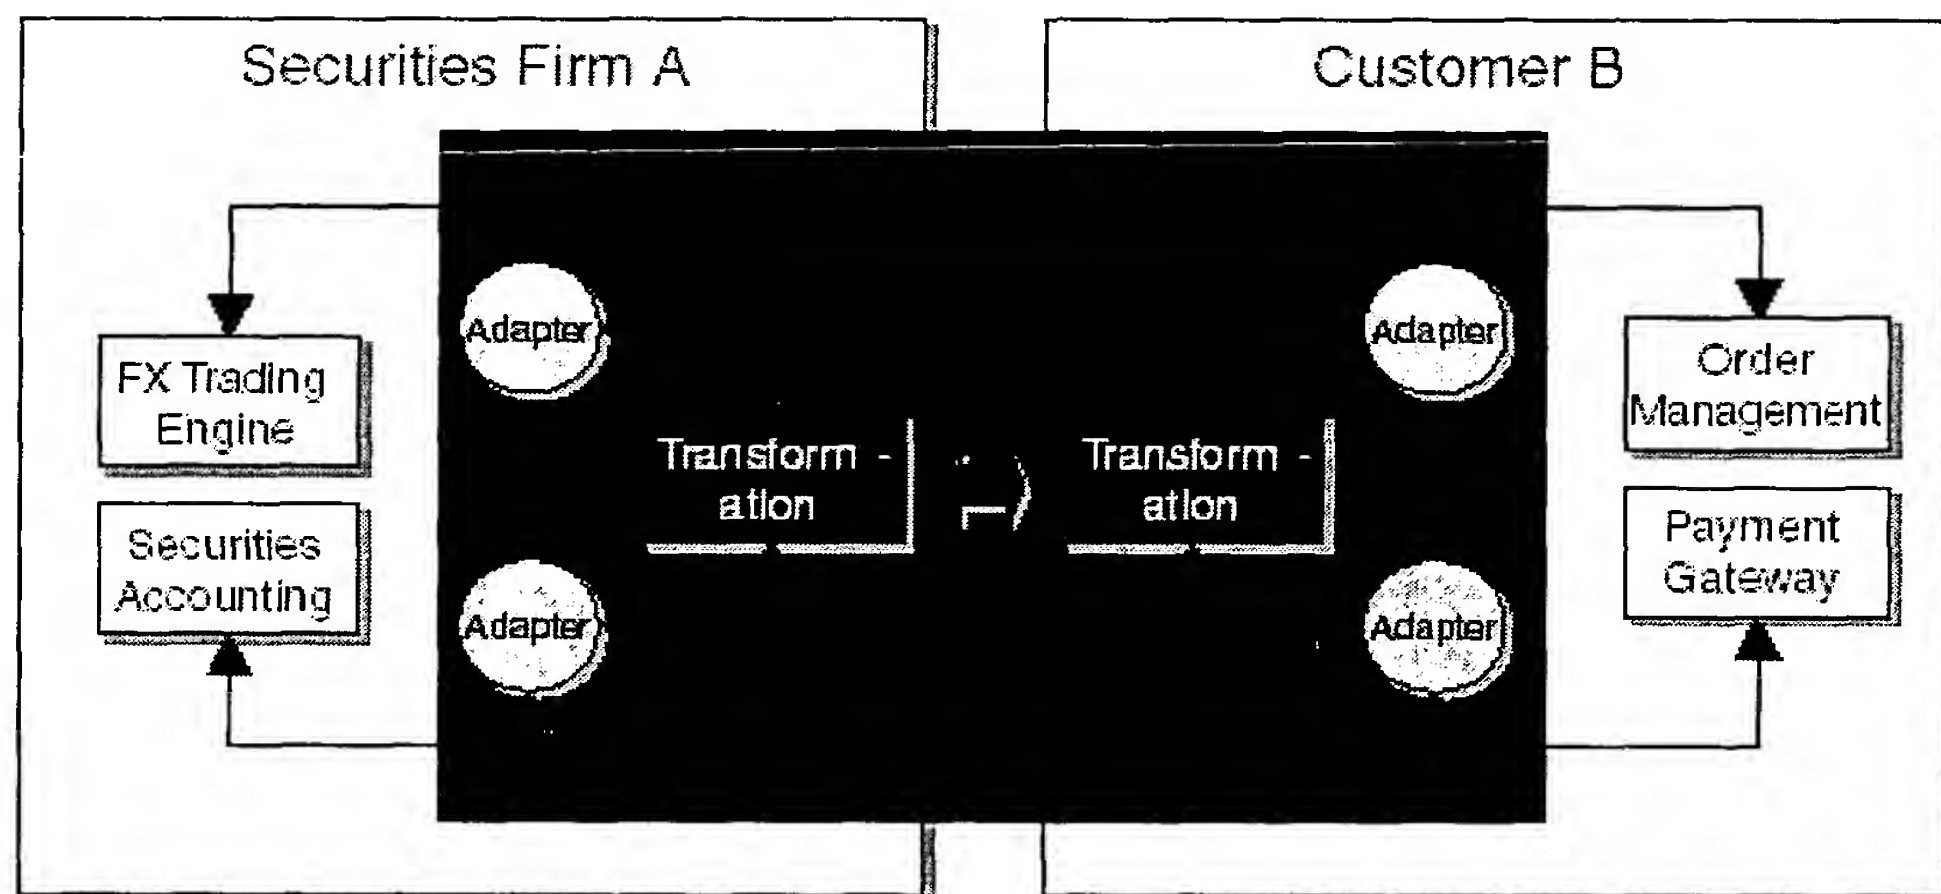 Securities Firm A
Customer B
Adapter
Adapter
FX Trading
Engine
Order
Management
Transform -
ation
Transform -
ation
Securities
Accounting
Payment
Gateway
Adapter
Adapter